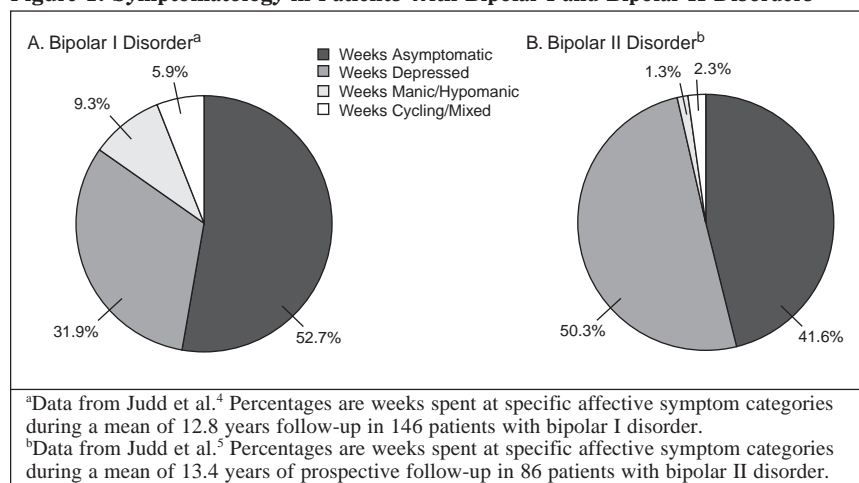 Figure 1. Symptomatology in Patients With Bipolar I and Bipolar II Disorders
A. Bipolar I Disorderᵃ
Weeks Asymptomatic
Weeks Depressed
Weeks Manic/Hypomanic
Weeks Cycling/Mixed
B. Bipolar II Disorderᵇ
5.9%
9.3%
31.9%
52.7%
1.3%
2.3%
50.3%
41.6%
ᵃData from Judd et al.⁴ Percentages are weeks spent at specific affective symptom categories
during a mean of 12.8 years follow-up in 146 patients with bipolar I disorder.
ᵇData from Judd et al.⁵ Percentages are weeks spent at specific affective symptom categories
during a mean of 13.4 years of prospective follow-up in 86 patients with bipolar II disorder.